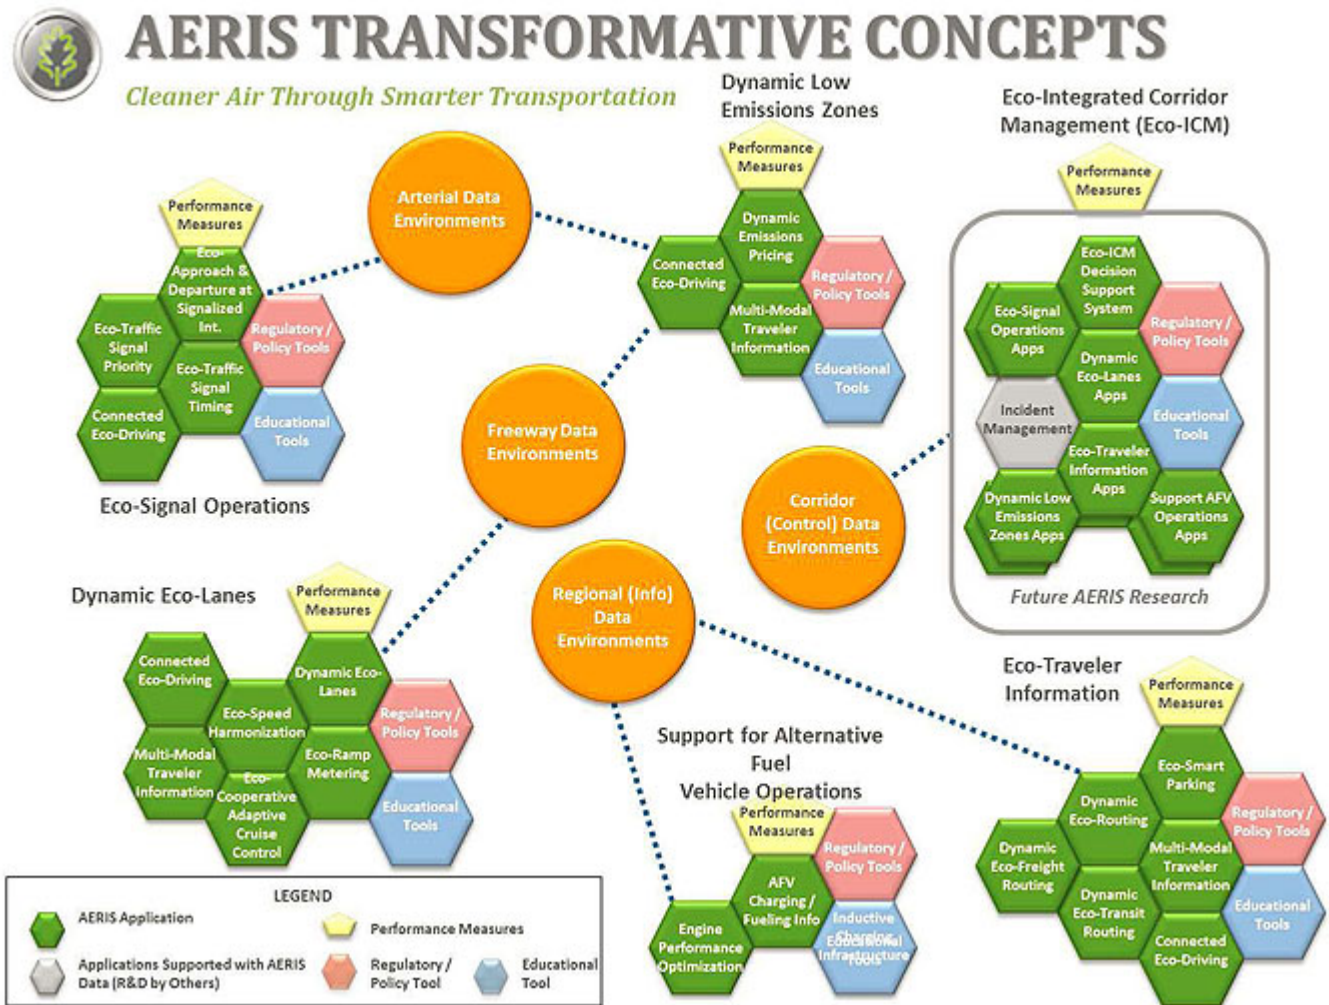 AERIS TRANSFORMATIVE CONCEPTS
Cleaner Air Through Smarter Transportation
Dynamic Low
Emissions Zones
Performance
Measures
Dynamic
Emissions
Pricing
Connected
Eco-Driving
Regulatory /
Policy Tools
Multi-Modal
Traveler
Information
Educational
Tools
Eco-Integrated Corridor
Management (Eco-ICM)
Performance
Measures
Eco-ICM
Decision
Support
System
Eco-Signal
Operations
Apps
Regulatory /
Policy Tools
Dynamic
Eco-Lanes
Apps
Incident
Management
Educational
Tools
Eco-Traveler
Information
Apps
Dynamic Low
Emissions
Zones Apps
Support AFV
Operations
Apps
Future AERIS Research
Arterial Data
Environments
Performance
Measures
Eco-
Approach &
Departure at
Signalized
Int.
Eco-Traffic
Signal
Priority
Regulatory /
Policy Tools
Eco-Traffic
Signal
Timing
Connected
Eco-Driving
Educational
Tools
Eco-Signal Operations
Freeway Data
Environments
Corridor
(Control) Data
Environments
Regional (Info)
Data
Environments
Dynamic Eco-Lanes
Performance
Measures
Connected
Eco-Driving
Dynamic Eco-
Lanes
Eco-Speed
Harmonization
Regulatory /
Policy Tools
Multi-Modal
Traveler
Information
Eco-Ramp
Metering
Eco-
Cooperative
Adaptive
Cruise
Control
Educational
Tools
Support for Alternative
Fuel
Vehicle Operations
Performance
Measures
Regulatory /
Policy Tools
AFV
Charging /
Fueling Info
Engine
Performance
Optimization
Inductive
Charging
Infrastructure
Educational
Tools
Eco-Traveler
Information
Performance
Measures
Eco-Smart
Parking
Dynamic
Eco-Routing
Regulatory /
Policy Tools
Dynamic
Eco-Freight
Routing
Multi-Modal
Traveler
Information
Dynamic
Eco-Transit
Routing
Educational
Tools
Connected
Eco-Driving
LEGEND
AERIS Application
Performance Measures
Applications Supported with AERIS
Data (R&D by Others)
Regulatory /
Policy Tool
Educational
Tool